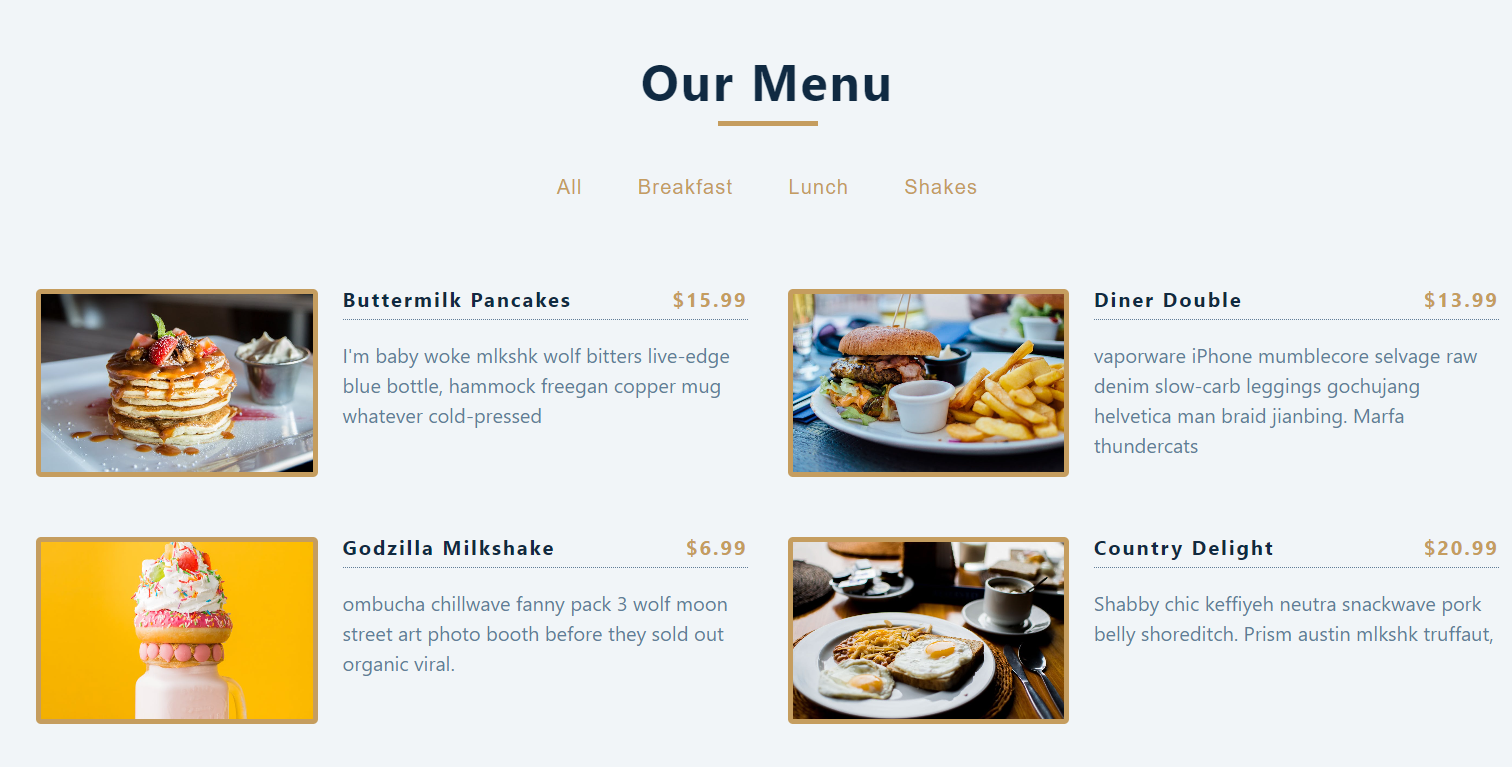 Our Menu
All Breakfast Lunch Shakes
Buttermilk Pancakes $15.99
I'm baby woke mlkshk wolf bitters live-edge
blue bottle, hammock freegan copper mug
whatever cold-pressed
Diner Double $13.99
vaporware iPhone mumblecore selvage raw
denim slow-carb leggings gochujang
helvetica man braid jianbing. Marfa
thundercats
Godzilla Milkshake $6.99
ombucha chillwave fanny pack 3 wolf moon
street art photo booth before they sold out
organic viral.
Country Delight $20.99
Shabby chic keffiyeh neutra snackwave pork
belly shoreditch. Prism austin mlkshk truffaut,